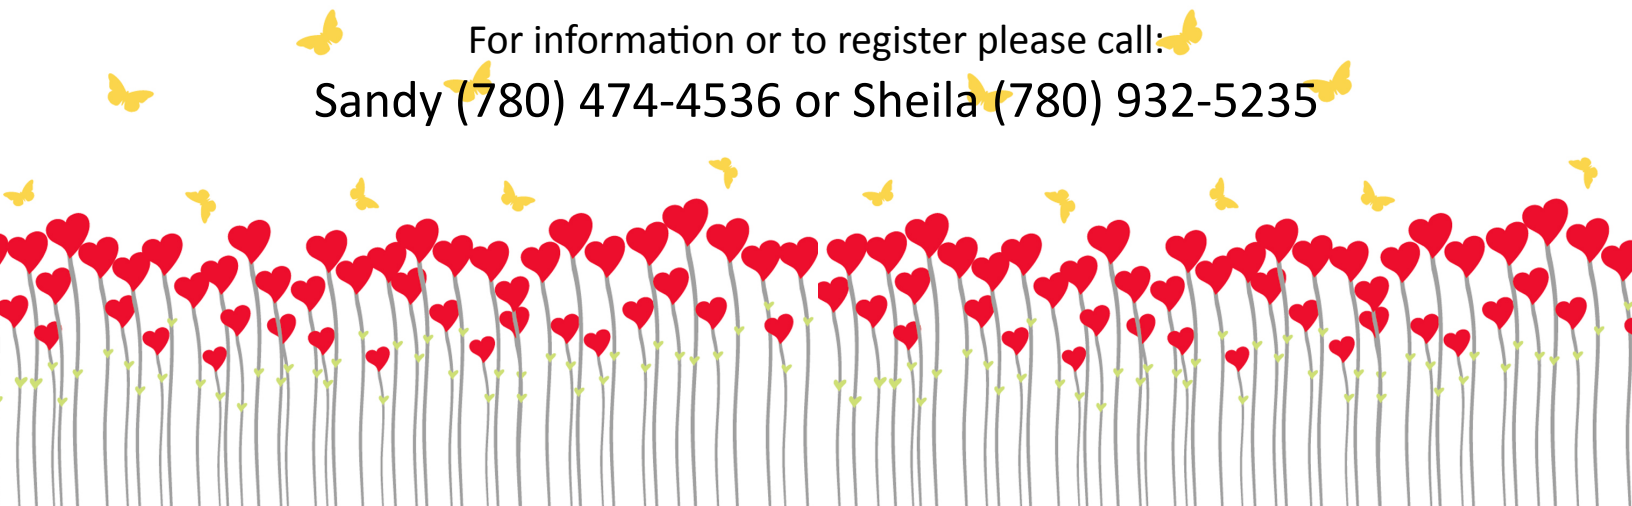 For information or to register please call:
Sandy (780) 474-4536 or Sheila (780) 932-5235